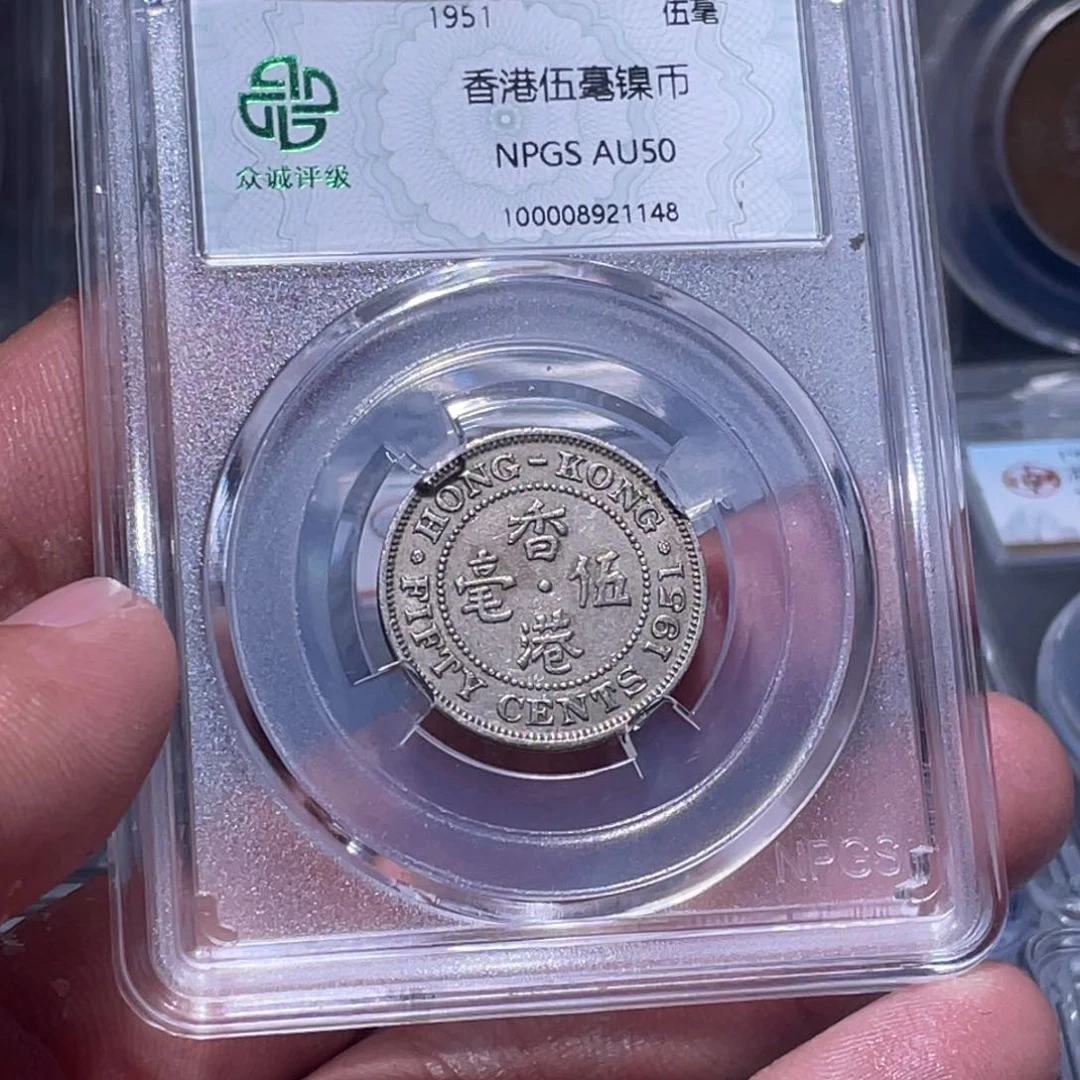 1951 伍毫
香港伍毫镍币
NPGS AU50
众诚评级
100008921148
HONG-KONG
FIFTY CENTS 1951
香
毫·伍
港
NPGS